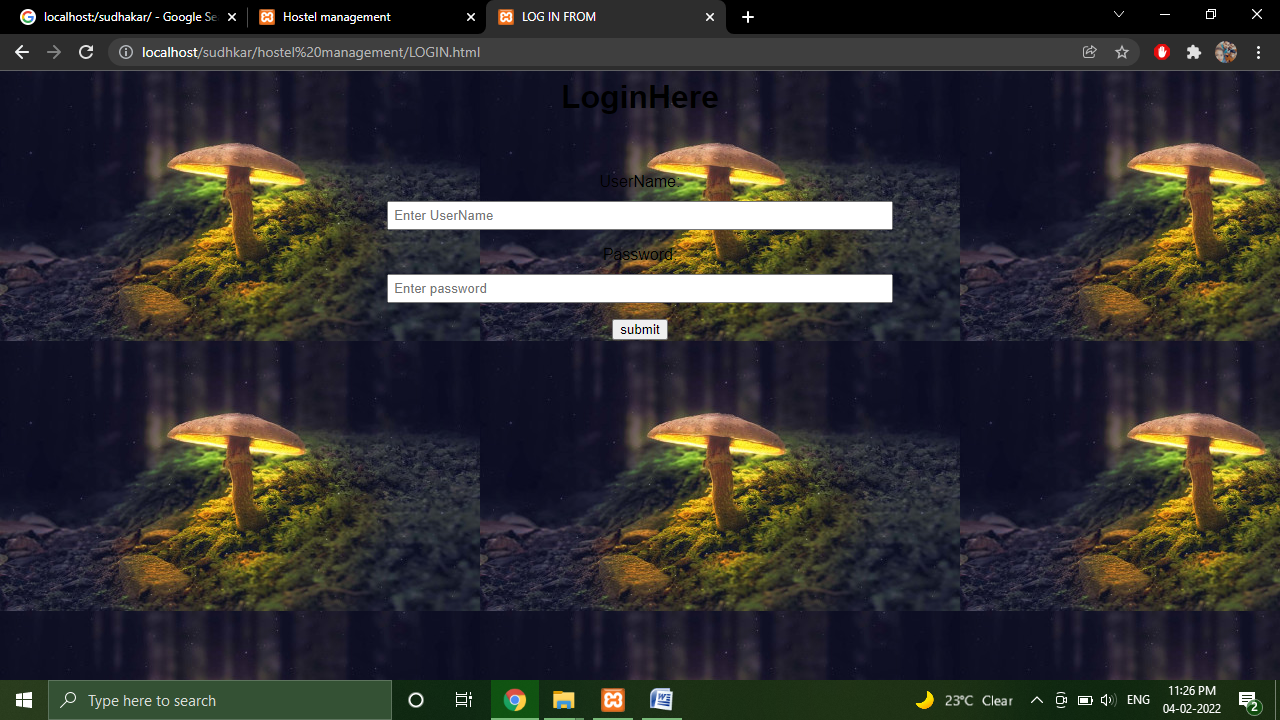 localhost:/sudhakar/ - Google Se
Hostel management
LOG IN FROM
localhost/sudhkar/hostel%20management/LOGIN.html
LoginHere
UserName:
Enter UserName
Password
Enter password
submit
Type here to search
23°C Clear
ENG
11:26 PM
04-02-2022
2